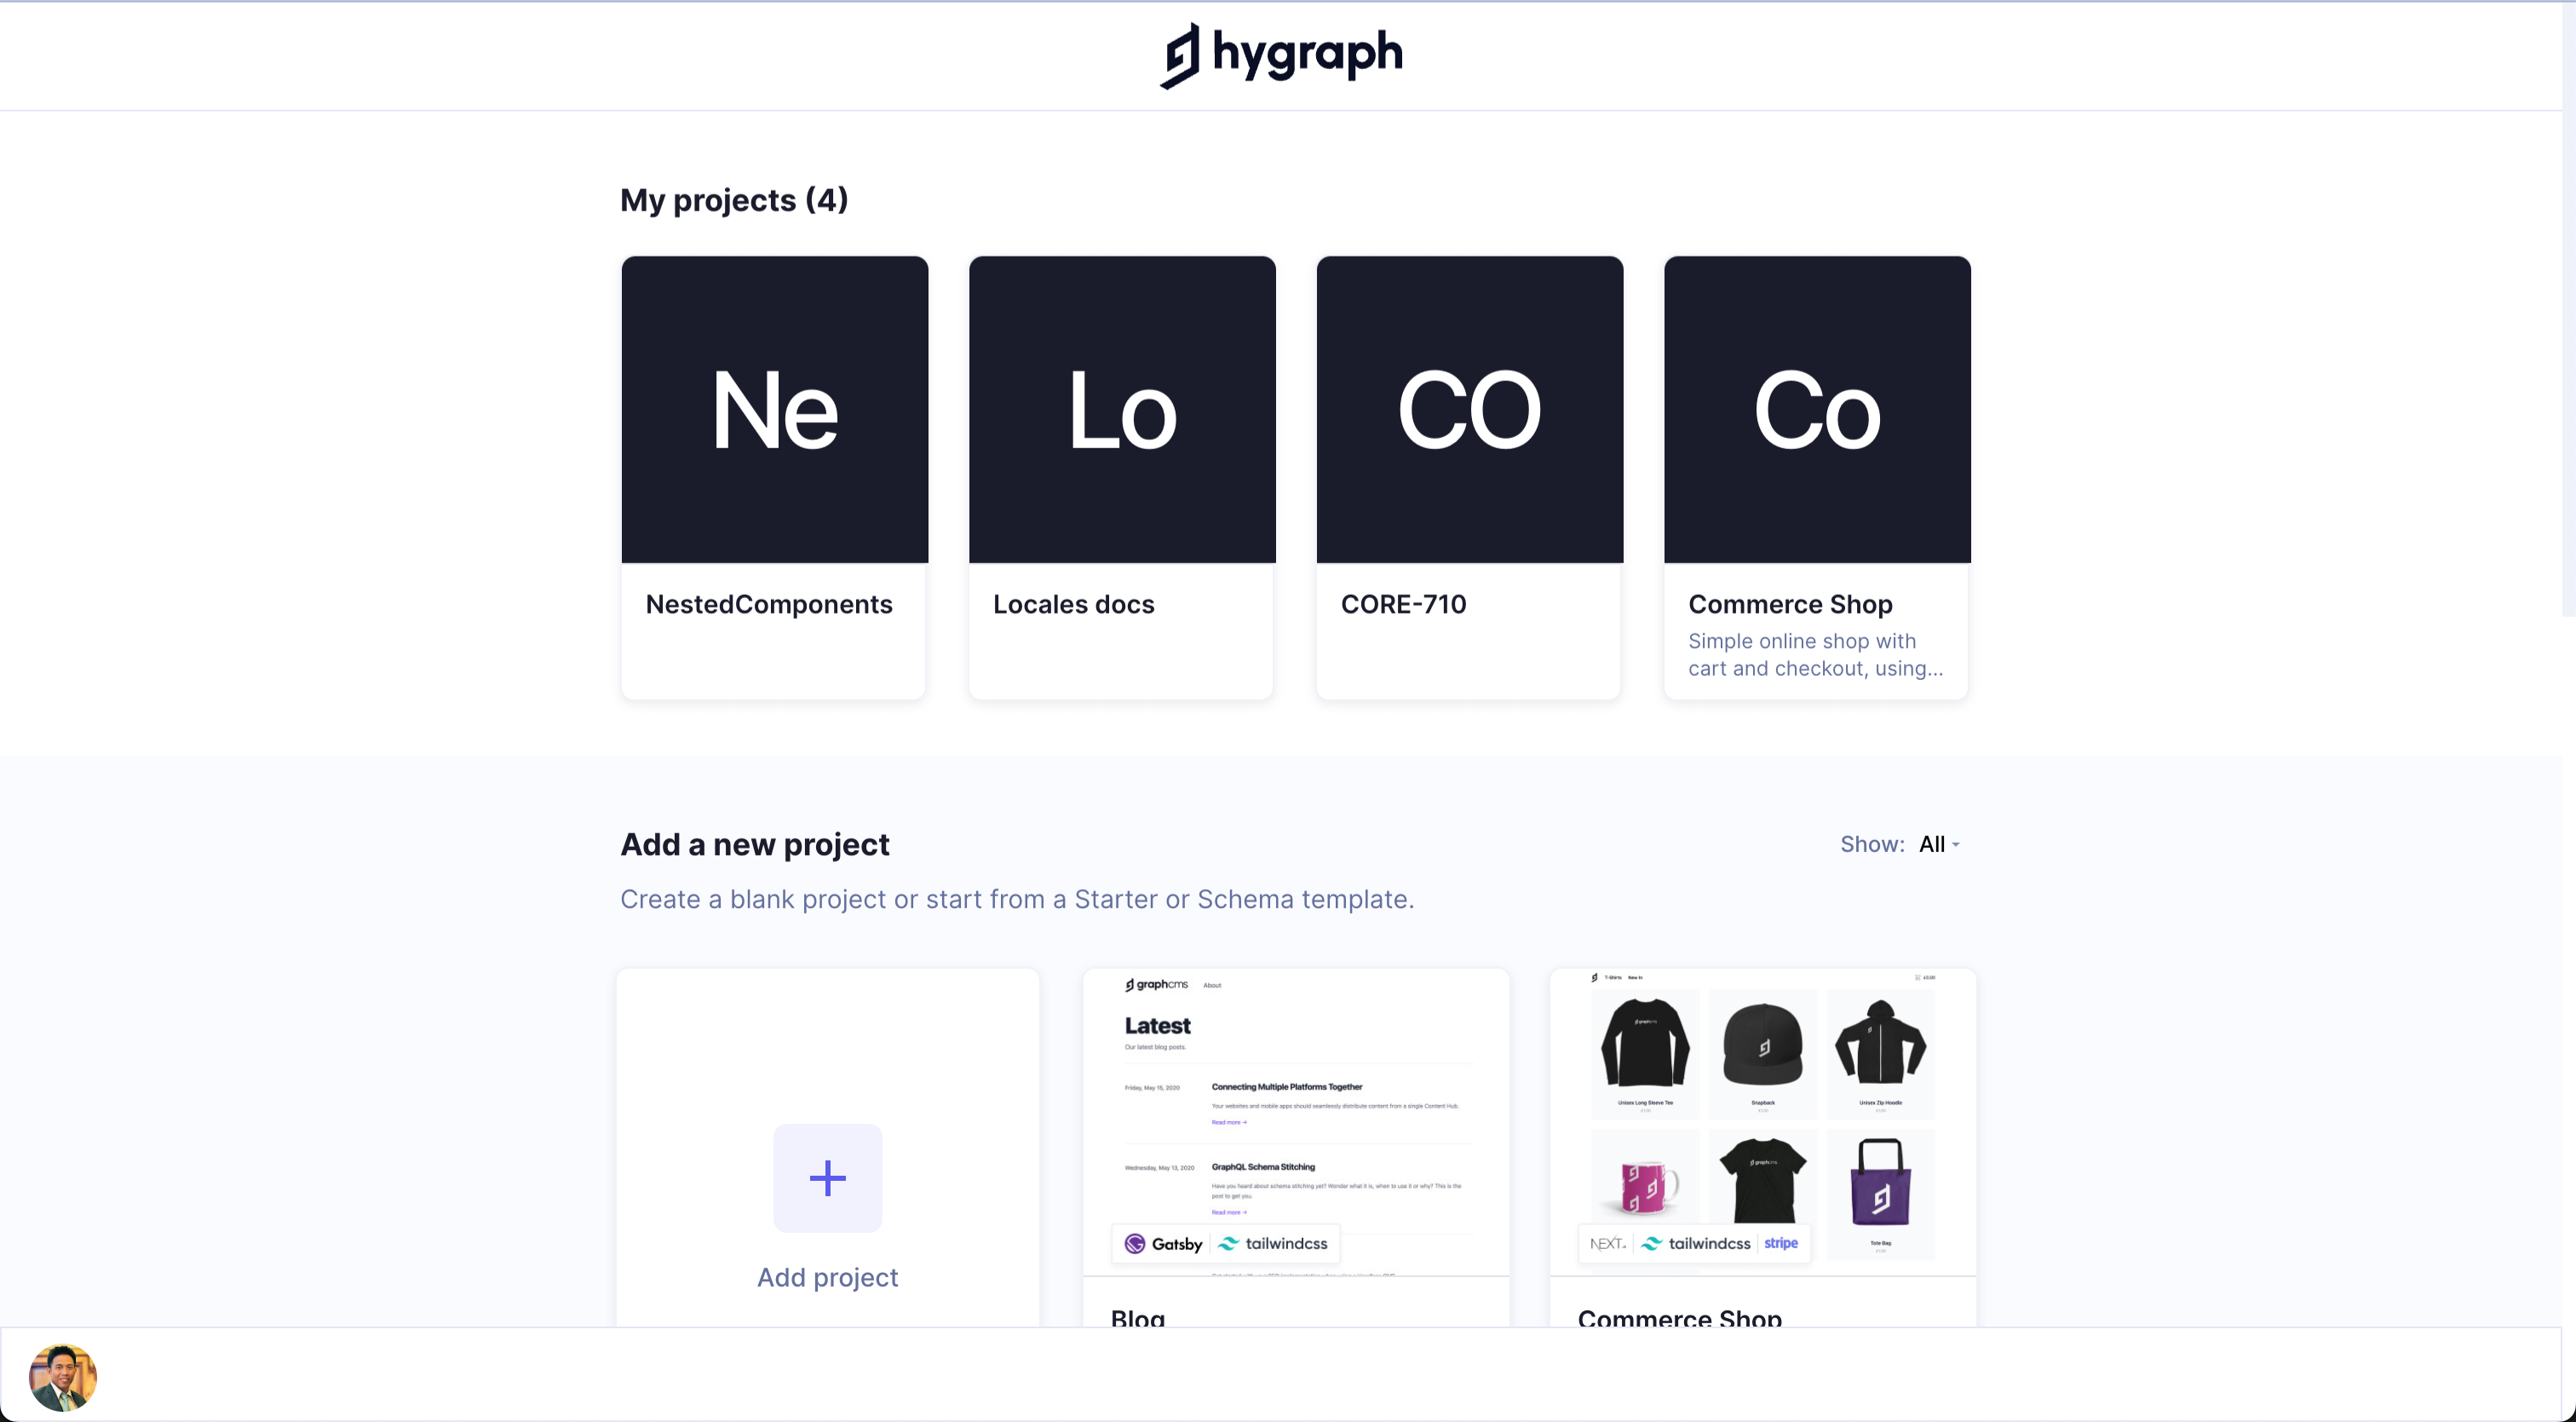 hygraph
My projects (4)
Ne
Lo
CO
Co
NestedComponents
Locales docs
CORE-710
Commerce Shop
Simple online shop with
cart and checkout, using...
Add a new project
Show: All
Create a blank project or start from a Starter or Schema template.
Add project
graphcms About
Latest
Our latest blog posts.
Friday, May 15, 2020
Connecting Multiple Platforms Together
Your websites and mobile apps should seamlessly distribute content from a single Content Hub.
Read more →
Wednesday, May 13, 2020
GraphQL Schema Stitching
Have you heard about schema stitching yet? Wonder what it is, when to use it or why? This is the
post to get you.
Read more →
Gatsby tailwindcss
Blog
T-Shirts New In
graphcms
Unisex Long Sleeve Tee
Snapback
Unisex Zip Hoodie
graphcms
Tote Bag
NEXT tailwindcss stripe
Commerce Shop